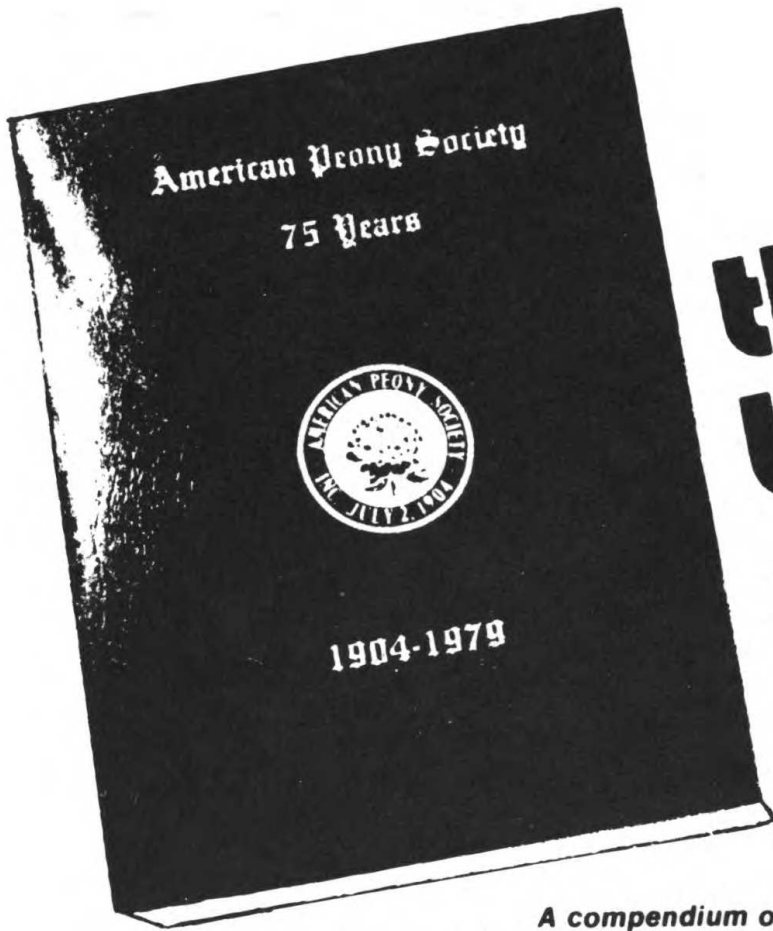 American Peony Society
75 Years
AMERICAN PEONY SOCIETY
INC. JULY 2, 1904
1904-1979
A compendium o